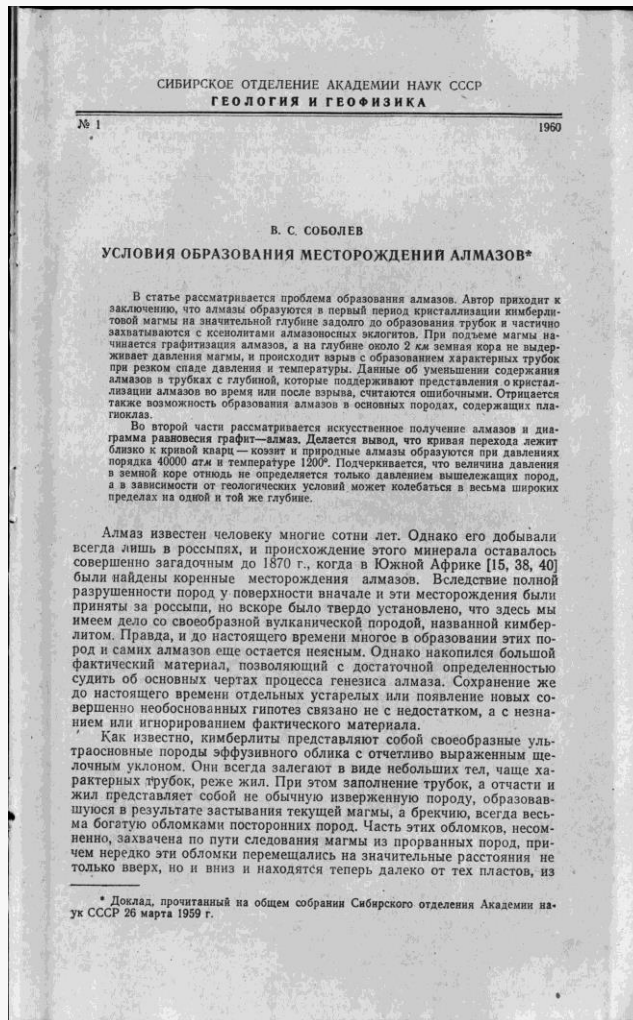 СИБИРСКОЕ ОТДЕЛЕНИЕ АКАДЕМИИ НАУК СССР
ГЕОЛОГИЯ И ГЕОФИЗИКА
№ 1 1960
В. С. СОБОЛЕВ
УСЛОВИЯ ОБРАЗОВАНИЯ МЕСТОРОЖДЕНИЙ АЛМАЗОВ*
В статье рассматривается проблема образования алмазов. Автор приходит к
заключению, что алмазы образуются в первый период кристаллизации кимберли-
товой магмы на значительной глубине задолго до образования трубок и частично
захватываются с ксенолитами алмазоносных эклогитов. При подъеме магмы на-
чинается графитизация алмазов, а на глубине около 2 км земная кора не выдер-
живает давления магмы, и происходит взрыв с образованием характерных трубок
при резком спаде давления и температуры. Данные об уменьшении содержания
алмазов в трубках с глубиной, которые поддерживают представления о кристал-
лизации алмазов во время или после взрыва, считаются ошибочными. Отрицается
также возможность образования алмазов в основных породах, содержащих пла-
гиоклаз.
Во второй части рассматривается искусственное получение алмазов и диа-
грамма равновесия графит—алмаз. Делается вывод, что кривая перехода лежит
близко к кривой кварц — коэзит и природные алмазы образуются при давлениях
порядка 40000 атм и температуре 1200°. Подчеркивается, что величина давления
в земной коре отнюдь не определяется только давлением вышележащих пород,
а в зависимости от геологических условий может колебаться в весьма широких
пределах на одной и той же глубине.
Алмаз известен человеку многие сотни лет. Однако его добывали
всегда лишь в россыпях, и происхождение этого минерала оставалось
совершенно загадочным до 1870 г., когда в Южной Африке [15, 38, 40]
были найдены коренные месторождения алмазов. Вследствие полной
разрушенности пород у поверхности вначале и эти месторождения были
приняты за россыпи, но вскоре было твердо установлено, что здесь мы
имеем дело со своеобразной вулканической породой, названной кимбер-
литом. Правда, и до настоящего времени многое в образовании этих по-
род и самих алмазов еще остается неясным. Однако накопился большой
фактический материал, позволяющий с достаточной определенностью
судить об основных чертах процесса генезиса алмаза. Сохранение же
до настоящего времени отдельных устарелых или появление новых со-
вершенно необоснованных гипотез связано не с недостатком, а с незна-
нием или игнорированием фактического материала.
Как известно, кимберлиты представляют собой своеобразные уль-
траосновные породы эффузивного облика с отчетливо выраженным ще-
лочным уклоном. Они всегда залегают в виде небольших тел, чаще ха-
рактерных трубок, реже жил. При этом заполнение трубок, а отчасти и
жил представляет собой не обычную изверженную породу, образовав-
шуюся в результате застывания текущей магмы, а брекчию, всегда весь-
ма богатую обломками посторонних пород. Часть этих обломков, несом-
ненно, захвачена по пути следования магмы из прорванных пород, при-
чем нередко эти обломки перемещались на значительные расстояния не
только вверх, но и вниз и находятся теперь далеко от тех пластов, из
* Доклад, прочитанный на общем собрании Сибирского отделения Академии на-
ук СССР 26 марта 1959 г.